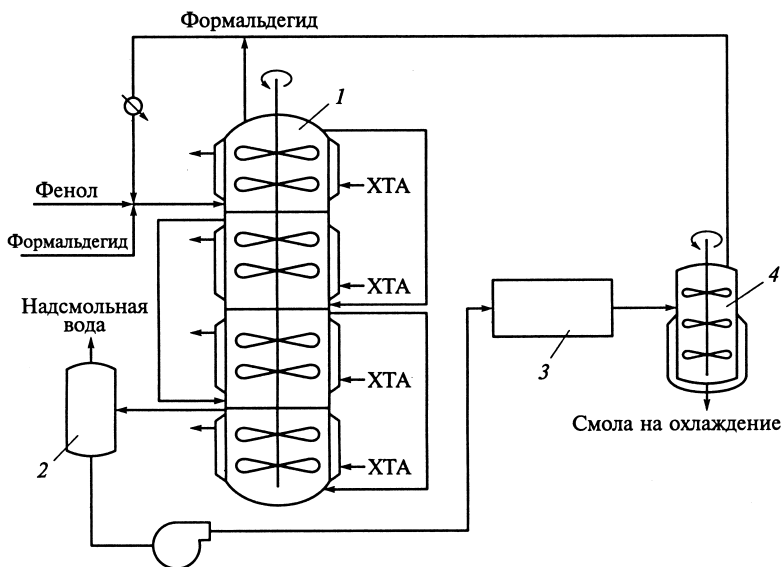 Формальдегид
1
ХТА
Фенол
Формальдегид
ХТА
4
Надсмольная
вода
3
ХТА
Смола на охлаждение
2
ХТА